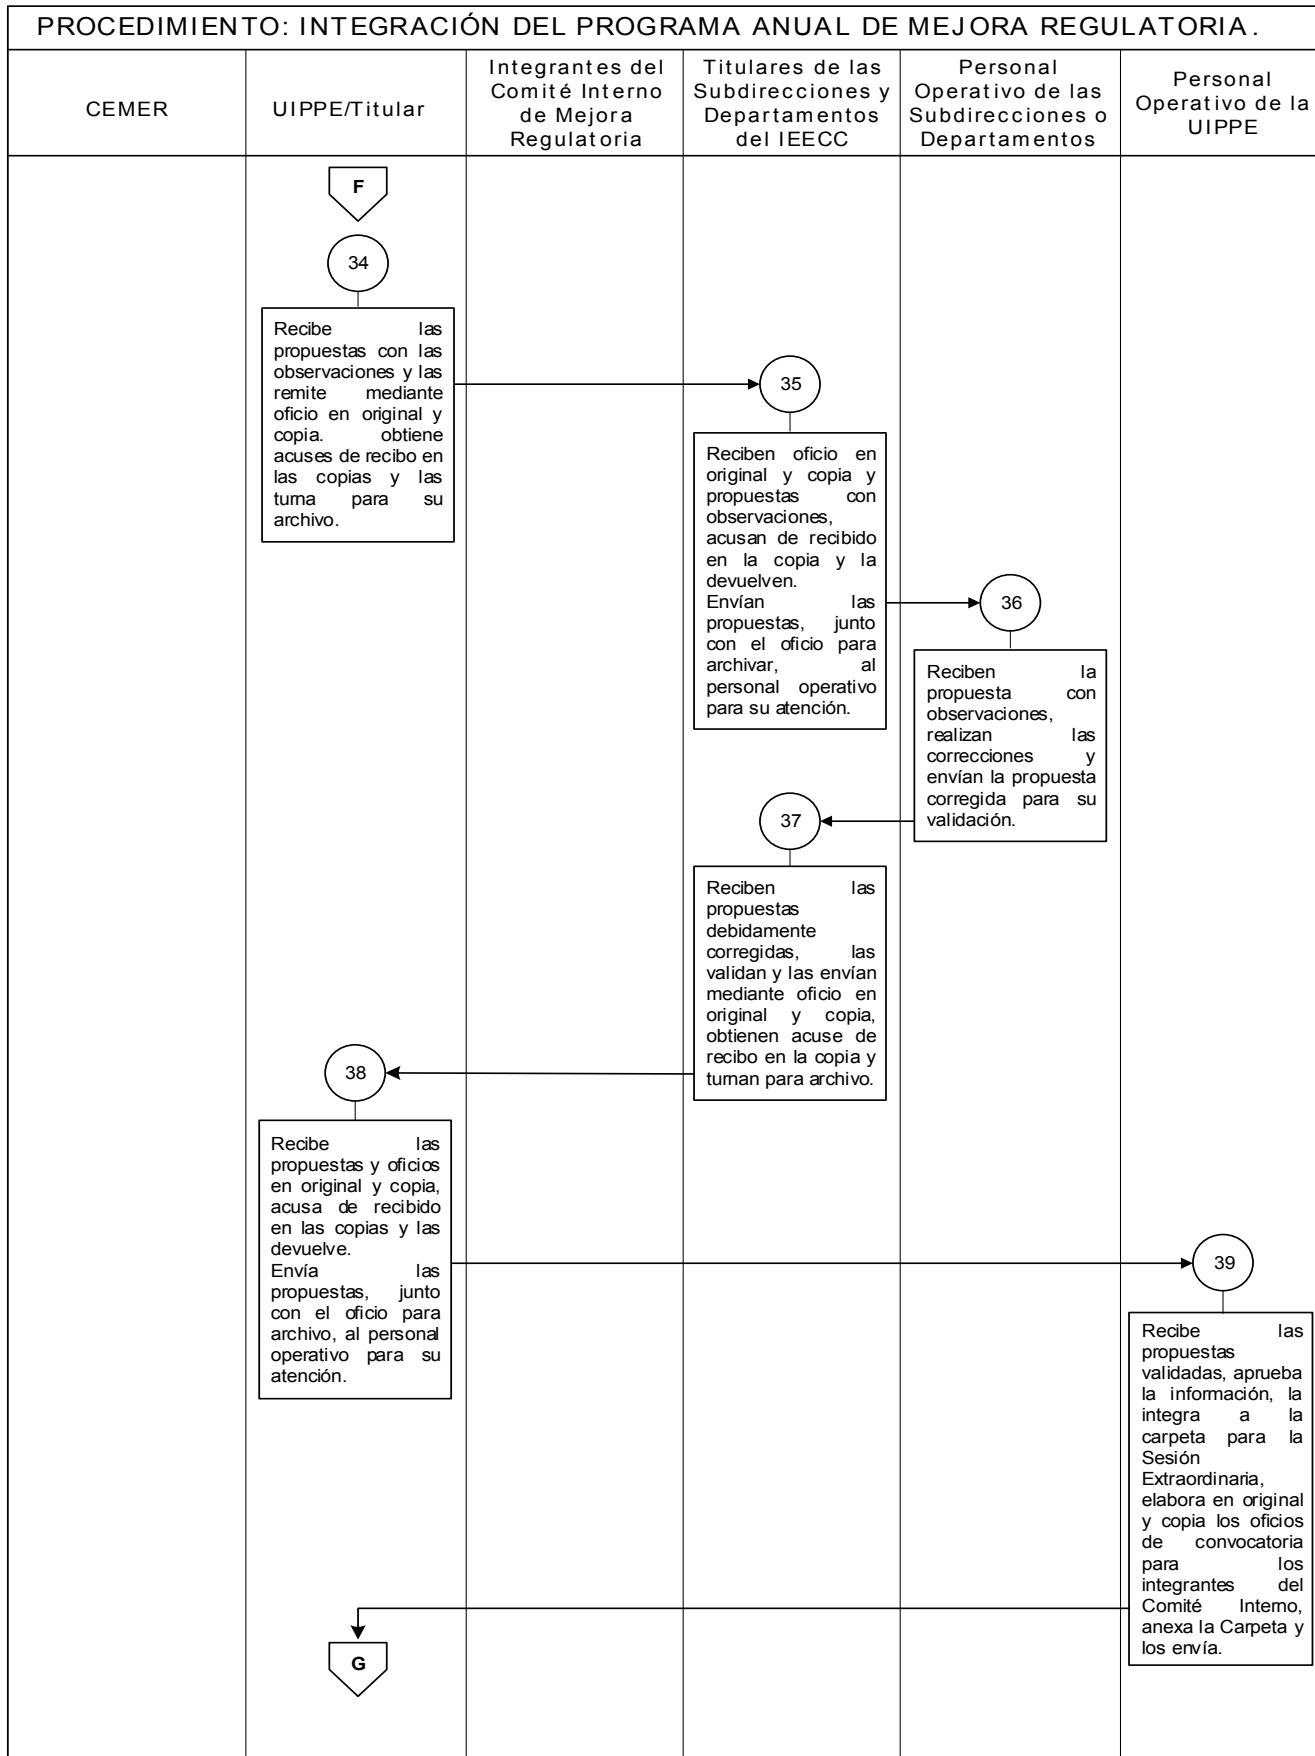 PROCEDIMIENTO: INTEGRACIÓN DEL PROGRAMA ANUAL DE MEJORA REGULATORIA.
CEMER
UIPPE/Titular
Integrantes del
Comité Interno
de Mejora
Regulatoria
Titulares de las
Subdirecciones y
Departamentos
del IEECC
Personal
Operativo de las
Subdirecciones o
Departamentos
Personal
Operativo de la
UIPPE
F
34
Recibe las
propuestas con las
observaciones y las
remite mediante
oficio en original y
copia. obtiene
acuses de recibo en
las copias y las
turna para su
archivo.
35
Reciben oficio en
original y copia y
propuestas con
observaciones,
acusan de recibido
en la copia y la
devuelven.
Envían las
propuestas, junto
con el oficio para
archivar, al
personal operativo
para su atención.
36
Reciben la
propuesta con
observaciones,
realizan las
correcciones y
envían la propuesta
corregida para su
validación.
37
Reciben las
propuestas
debidamente
corregidas, las
validan y las envían
mediante oficio en
original y copia,
obtienen acuse de
recibo en la copia y
turnan para archivo.
38
Recibe las
propuestas y oficios
en original y copia,
acusa de recibido
en las copias y las
devuelve.
Envía las
propuestas, junto
con el oficio para
archivo, al personal
operativo para su
atención.
39
Recibe las
propuestas
validadas, aprueba
la información, la
integra a la
carpeta para la
Sesión
Extraordinaria,
elabora en original
y copia los oficios
de convocatoria
para los
integrantes del
Comité Interno,
anexa la Carpeta y
los envía.
G